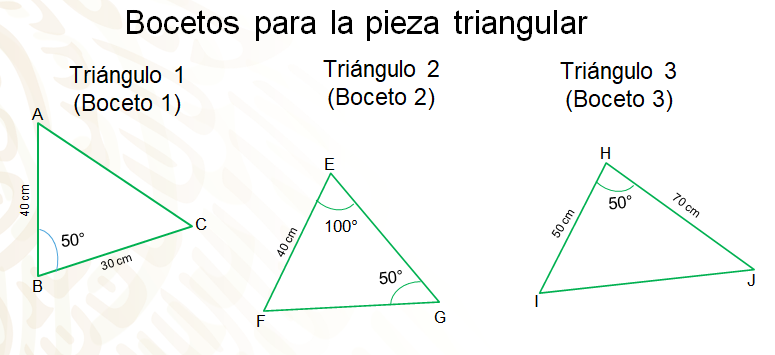 Bocetos para la pieza triangular
Triángulo 1
(Boceto 1)
A
40 cm
50°
C
30 cm
B
Triángulo 2
(Boceto 2)
E
100°
40 cm
50°
F
G
Triángulo 3
(Boceto 3)
H
50°
70 cm
50 cm
I
J